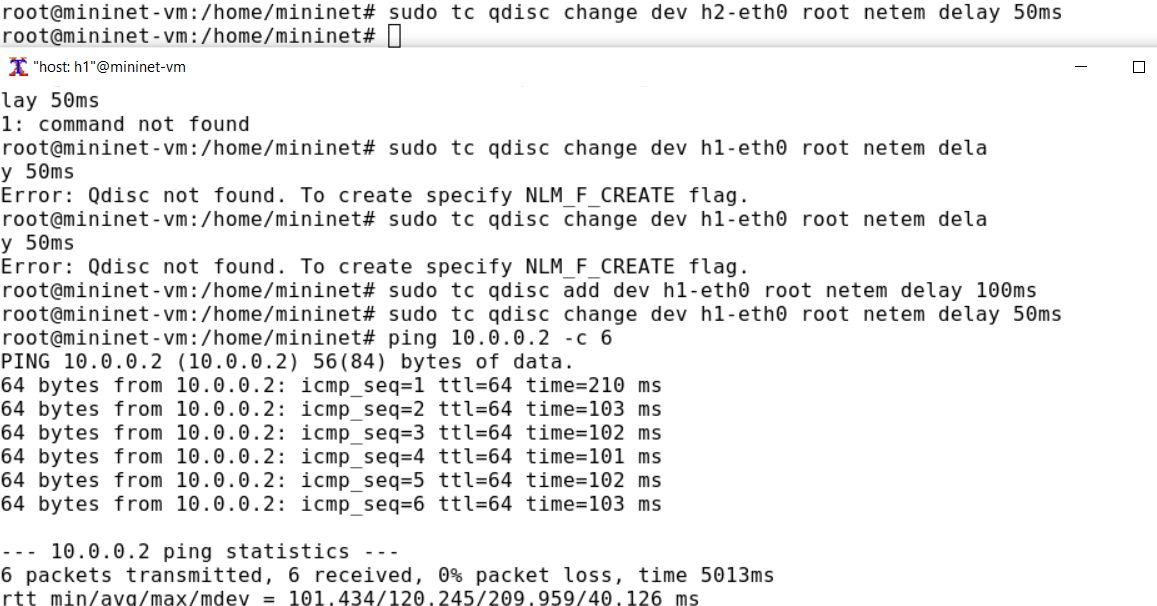 root@mininet-vm:/home/mininet# sudo tc qdisc change dev h2-eth0 root netem delay 50ms
root@mininet-vm:/home/mininet#
"host: h1"@mininet-vm
lay 50ms
1: command not found
root@mininet-vm:/home/mininet# sudo tc qdisc change dev h1-eth0 root netem dela
y 50ms
Error: Qdisc not found. To create specify NLM_F_CREATE flag.
root@mininet-vm:/home/mininet# sudo tc qdisc change dev h1-eth0 root netem dela
y 50ms
Error: Qdisc not found. To create specify NLM_F_CREATE flag.
root@mininet-vm:/home/mininet# sudo tc qdisc add dev h1-eth0 root netem delay 100ms
root@mininet-vm:/home/mininet# sudo tc qdisc change dev h1-eth0 root netem delay 50ms
root@mininet-vm:/home/mininet# ping 10.0.0.2 -c 6
PING 10.0.0.2 (10.0.0.2) 56(84) bytes of data.
64 bytes from 10.0.0.2: icmp_seq=1 ttl=64 time=210 ms
64 bytes from 10.0.0.2: icmp_seq=2 ttl=64 time=103 ms
64 bytes from 10.0.0.2: icmp_seq=3 ttl=64 time=102 ms
64 bytes from 10.0.0.2: icmp_seq=4 ttl=64 time=101 ms
64 bytes from 10.0.0.2: icmp_seq=5 ttl=64 time=102 ms
64 bytes from 10.0.0.2: icmp_seq=6 ttl=64 time=103 ms
--- 10.0.0.2 ping statistics ---
6 packets transmitted, 6 received, 0% packet loss, time 5013ms
rtt min/avg/max/mdev = 101.434/120.245/209.959/40.126 ms